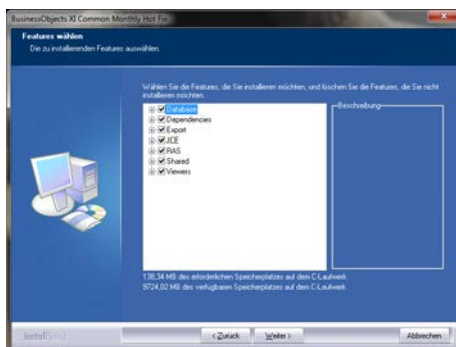 BusinessObjects XI Common Monthly Hot Fix
Features wählen
Die zu installierenden Features auswählen.
Wählen Sie die Features, die Sie installieren möchten, und löschen Sie die Features, die Sie nicht
installieren möchten.
Database
Dependencies
Export
JCE
RAS
Shared
Viewers
Beschreibung
138,34 MB des erforderlichen Speicherplatzes auf dem C-Laufwerk
9724,02 MB des verfügbaren Speicherplatzes auf dem C-Laufwerk
InstallShield
< Zurück
Weiter >
Abbrechen